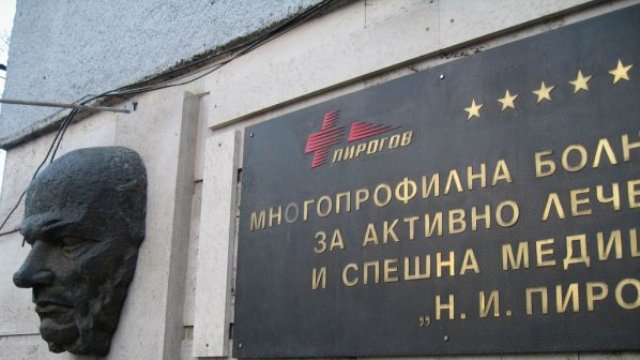 ПИРОГОВ
МНОГОПРОФИЛНА БОЛН
ЗА АКТИВНО ЛЕЧЕ
И СПЕШНА МЕДИЦ
„Н. И. ПИРО